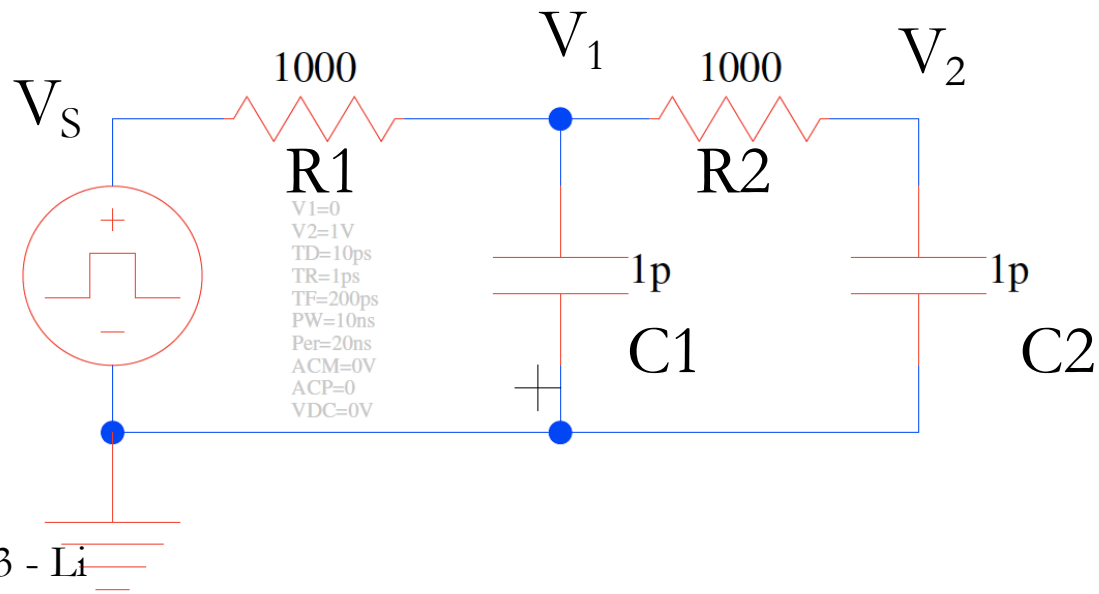 V1
V2
1000
1000
VS
R1
R2
V1=0
V2=1V
TD=10ps
TR=1ps
TF=200ps
PW=10ns
Per=20ns
ACM=0V
ACP=0
VDC=0V
+
1p
1p
−
C1
C2
3 - Li